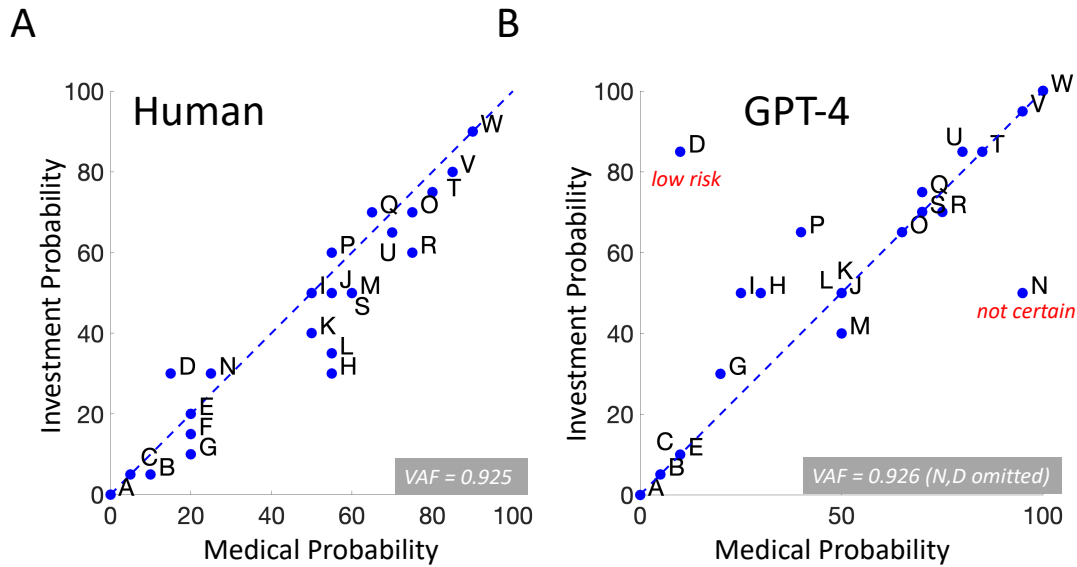 A
B
Human
GPT-4
100
80
60
40
20
0
0
20
40
60
80
100
Investment Probability
Medical Probability
A
B
C
D
E
F
G
H
I
J
K
L
M
N
O
P
Q
R
S
T
U
V
W
VAF = 0.925
100
80
60
40
20
0
0
50
100
Investment Probability
Medical Probability
A
B
C
D
low risk
E
G
H
I
J
K
L
M
N
not certain
O
P
Q
R
S
T
U
V
W
VAF = 0.926 (N,D omitted)